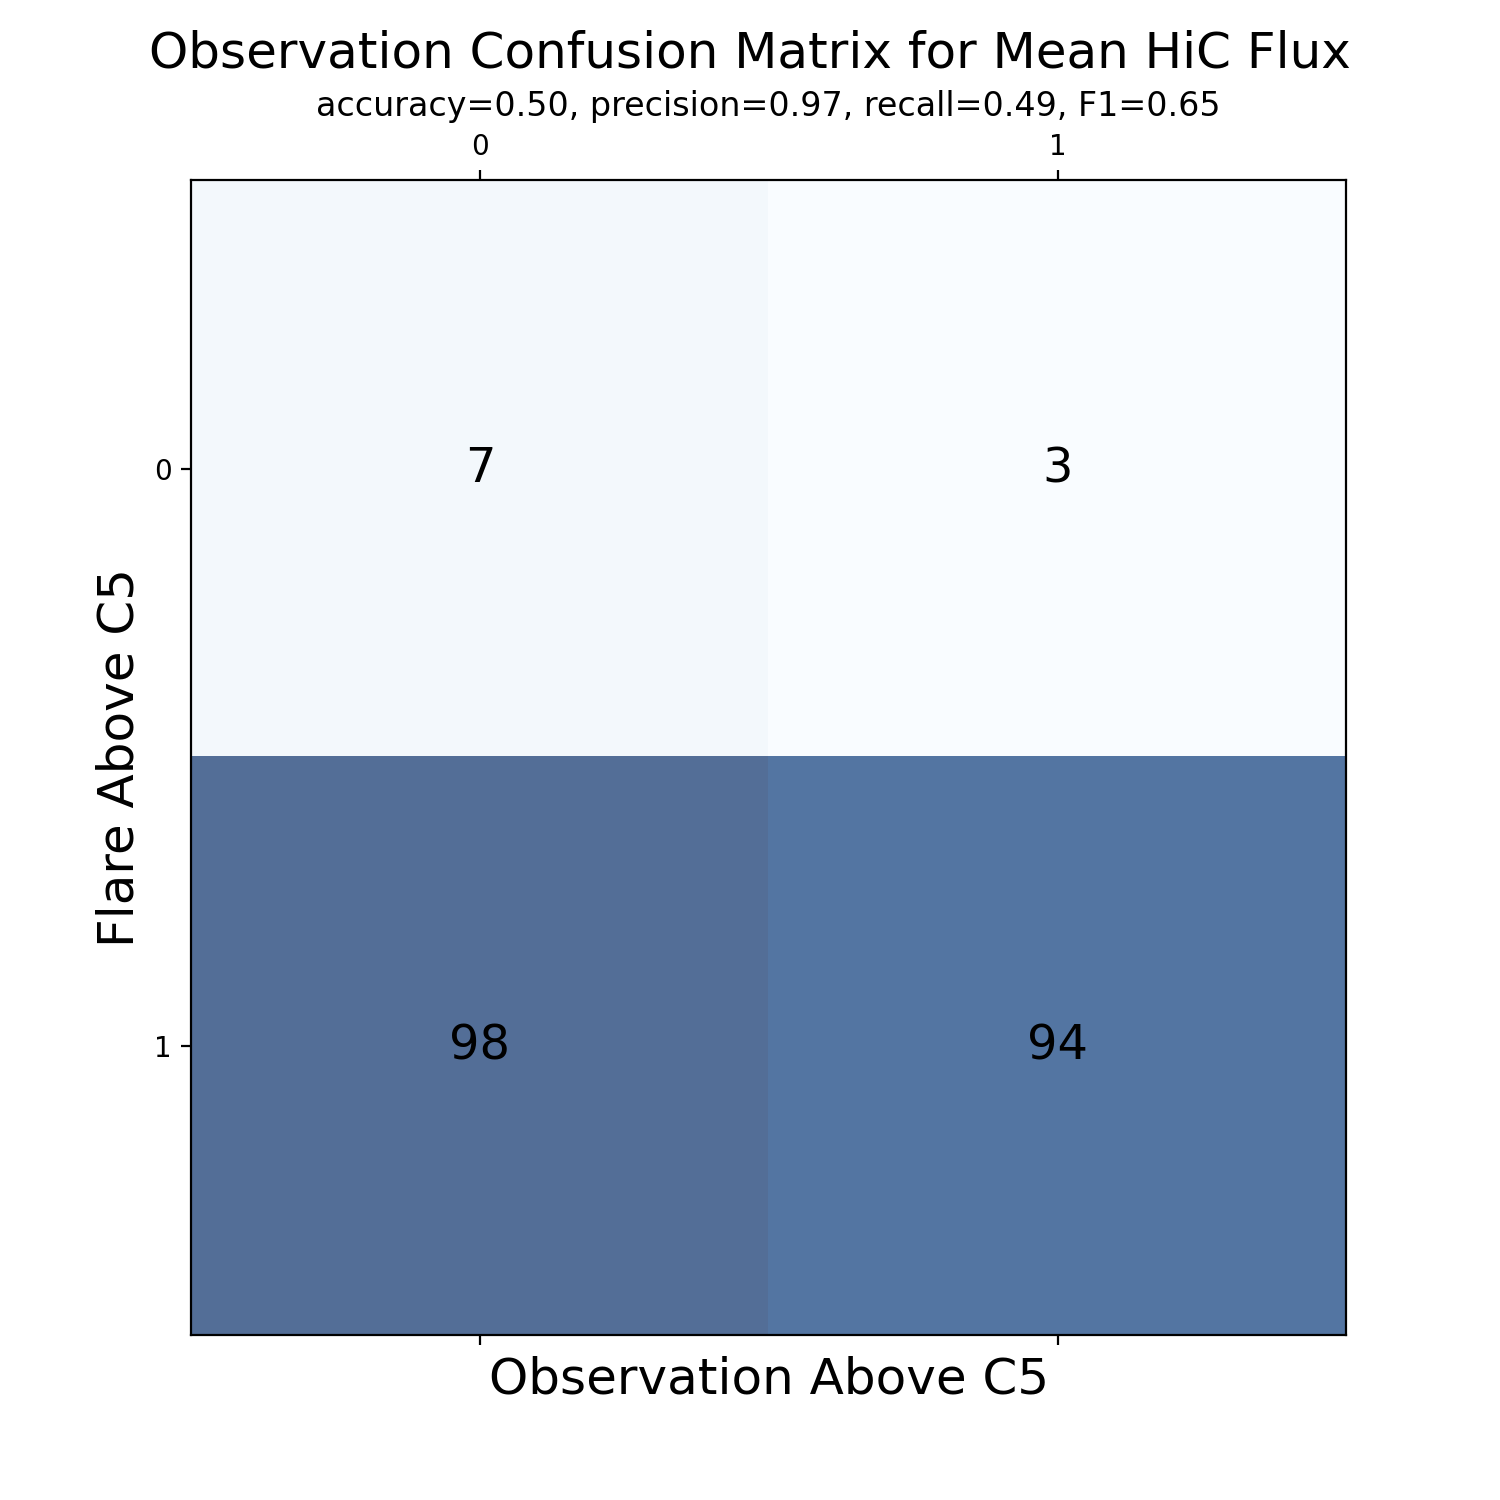 Observation Confusion Matrix for Mean HiC Flux
accuracy=0.50, precision=0.97, recall=0.49, F1=0.65
0 1
0 7 3
Flare Above C5
1 98 94
Observation Above C5